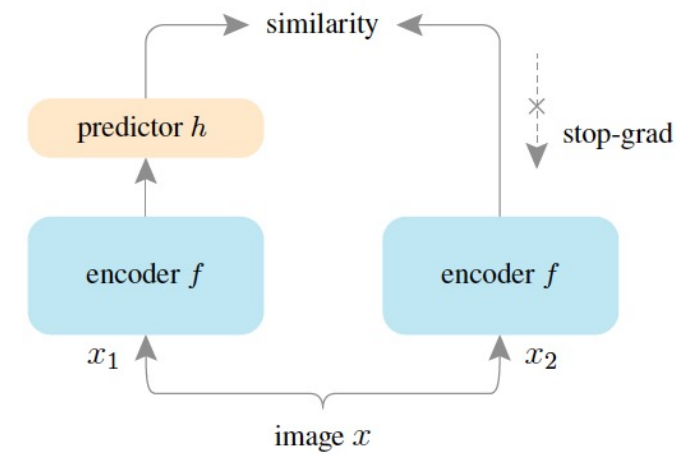 similarity
predictor h
stop-grad
encoder f
encoder f
x1
x2
image x